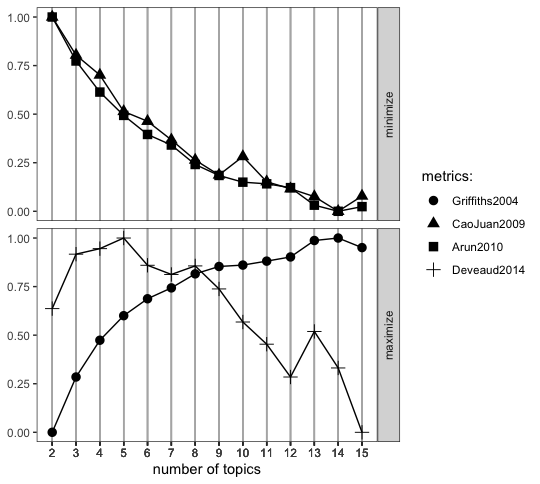 1.00
0.75
0.50
0.25
0.00
minimize
1.00
0.75
0.50
0.25
0.00
maximize
2 3 4 5 6 7 8 9 10 11 12 13 14 15
number of topics
metrics:
Griffiths2004
CaoJuan2009
Arun2010
Deveaud2014